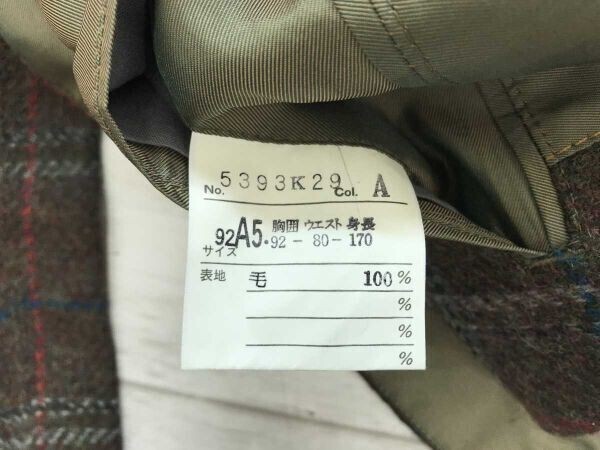 No. 5393K29 Col. A
92A5. 胸囲 ウエスト 身長
サイズ 92-80-170
表地 毛 100%
%
%
%